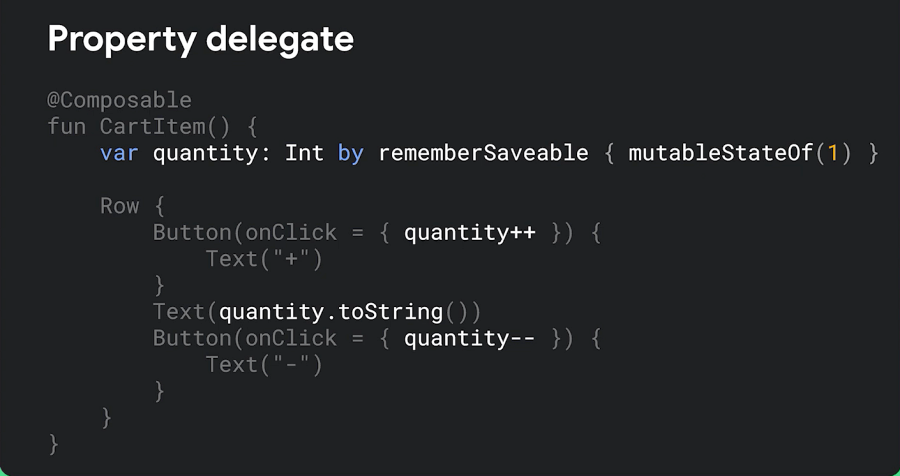 Property delegate
@Composable
fun CartItem() {
    var quantity: Int by rememberSaveable { mutableStateOf(1) }
    Row {
        Button(onClick = { quantity++ }) {
            Text("+")
        }
        Text(quantity.toString())
        Button(onClick = { quantity-- }) {
            Text("-")
        }
    }
}